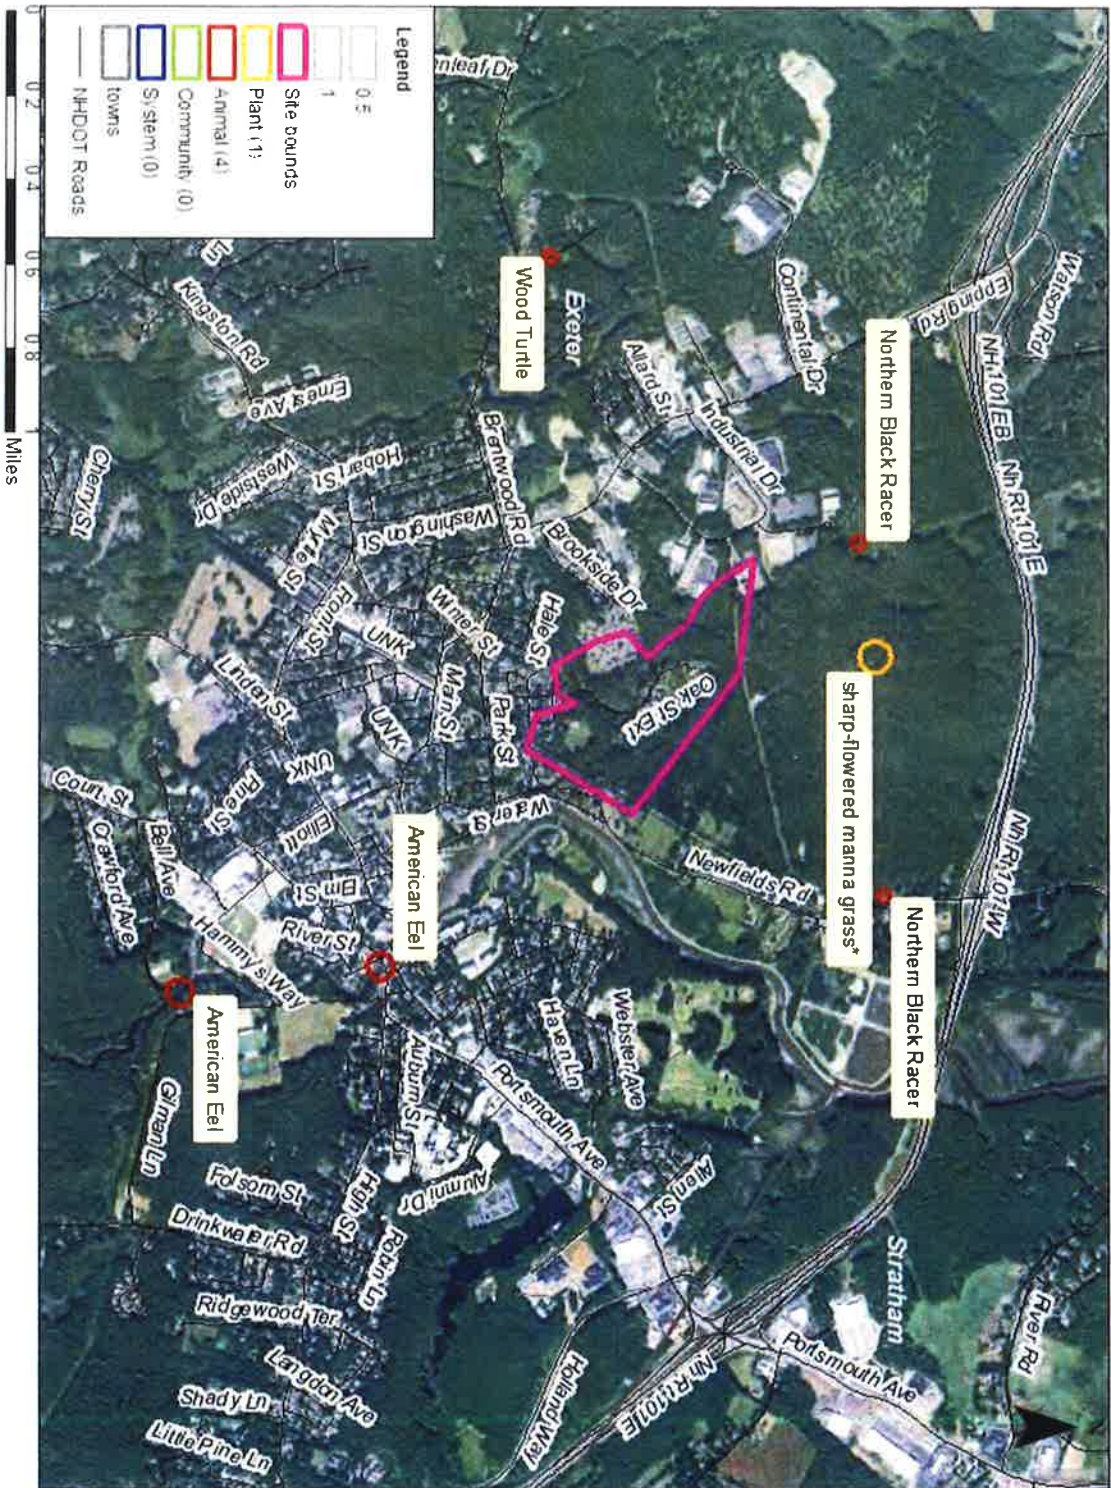 Legend
0.5
1
Site bounds
Plant (1)
Animal (4)
Community (0)
System (0)
towns
NHDOT Roads
0
0.2
0.4
0.6
0.8
1
Miles
Watson Rd
Epping Rd
NH 101 EB
Nh Rt 101 E
Nh Rt 101 W
Continental Dr
Northern Black Racer
Industrial Dr
Allard St
Exeter
Wood Turtle
enleaf Dr
Kingston Rd
Ernest Ave
Brentwood Rd
Brookside Dr
Hobart St
Washington St
Westside Dr
Cherry St
Myrtle St
Winter St
Hale St
Oak St Ext
sharp-flowered manna grass*
Northern Black Racer
UNK
Main St
Park St
Linden St
UNK
UNK
Pine St
Elliott
Water St
Newfields Rd
Court St
Crawford Ave
Bell Ave
Elm St
River St
Hammys Way
American Eel
American Eel
Gilman Ln
Auburn St
Haven Ln
Webster Ave
Portsmouth Ave
Alumni Dr
High St
Folsom St
Drinkwater Rd
Robin Ln
Allen St
Ridgewood Ter
Langdon Ave
Shady Ln
Little Pine Ln
Holland Way
Nh Rt 101 E
Portsmouth Ave
Stratham
River Rd